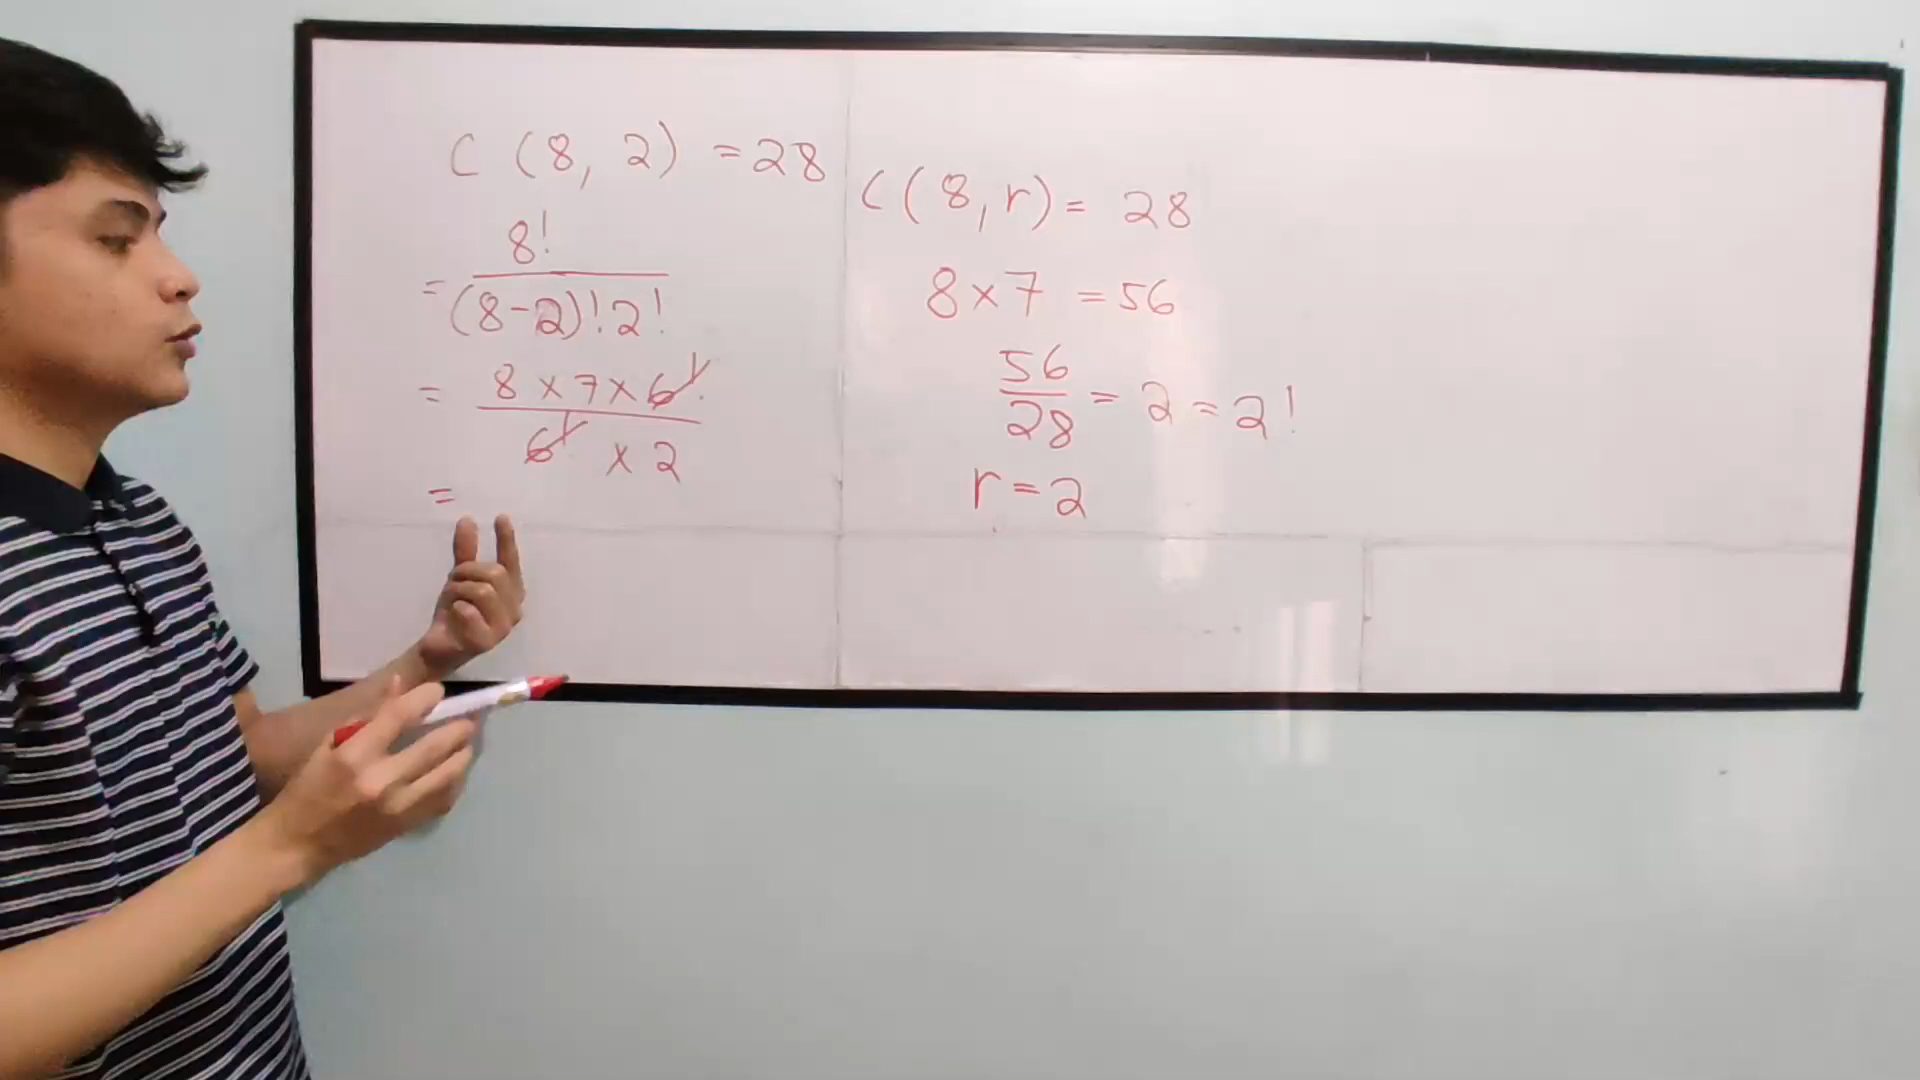 C (8, 2) = 28
8!
=
(8-2)! 2!
= 8 x 7 x 6!
6! x 2
=
C (8, r) = 28
8 x 7 = 56
56
28
= 2 = 2!
r = 2